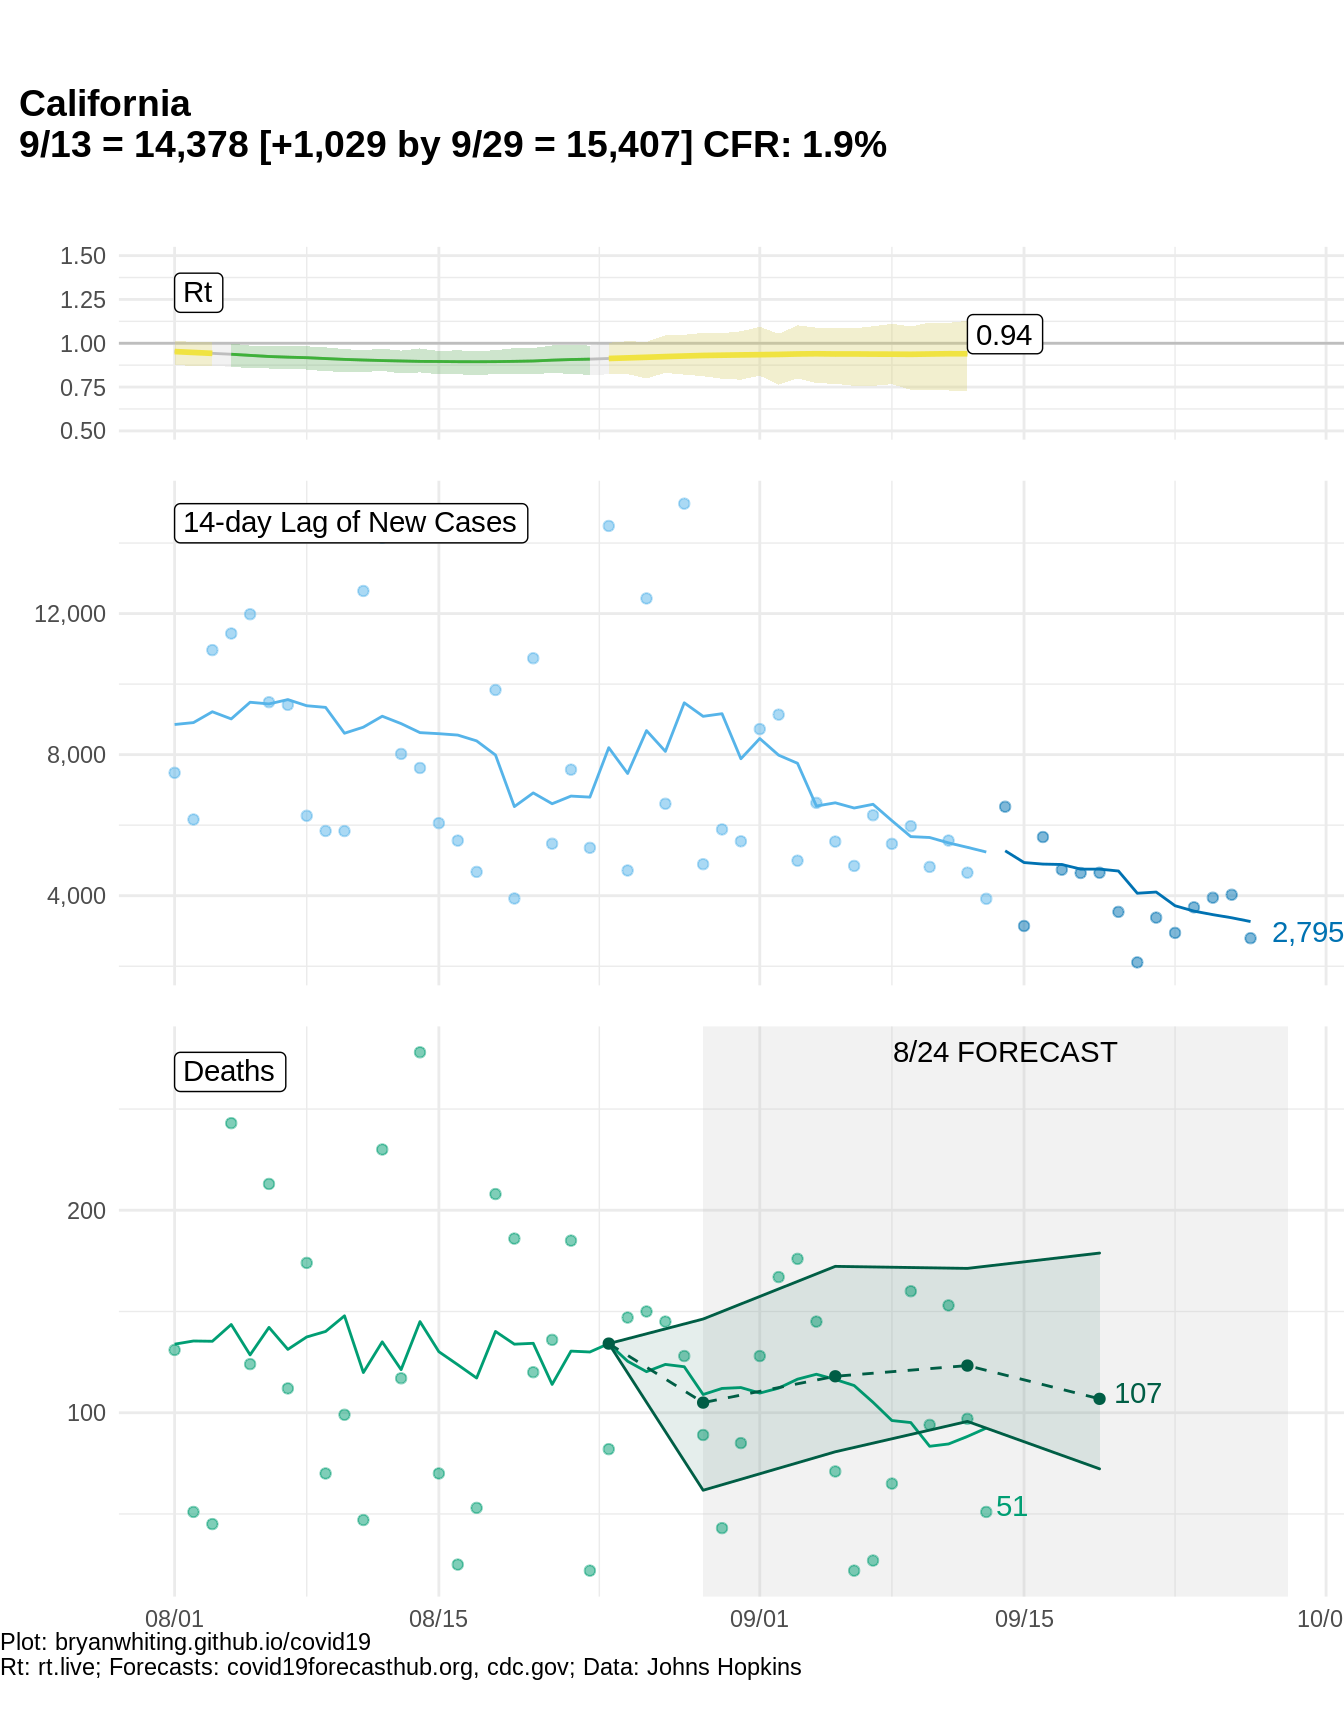 California
9/13 = 14,378 [+1,029 by 9/29 = 15,407] CFR: 1.9%
1.50
1.25
1.00
0.75
0.50
Rt
0.94
14-day Lag of New Cases
12,000
8,000
4,000
2,795
8/24 FORECAST
Deaths
200
100
107
51
08/01
08/15
09/01
09/15
10/0
Plot: bryanwhiting.github.io/covid19
Rt: rt.live; Forecasts: covid19forecasthub.org, cdc.gov; Data: Johns Hopkins